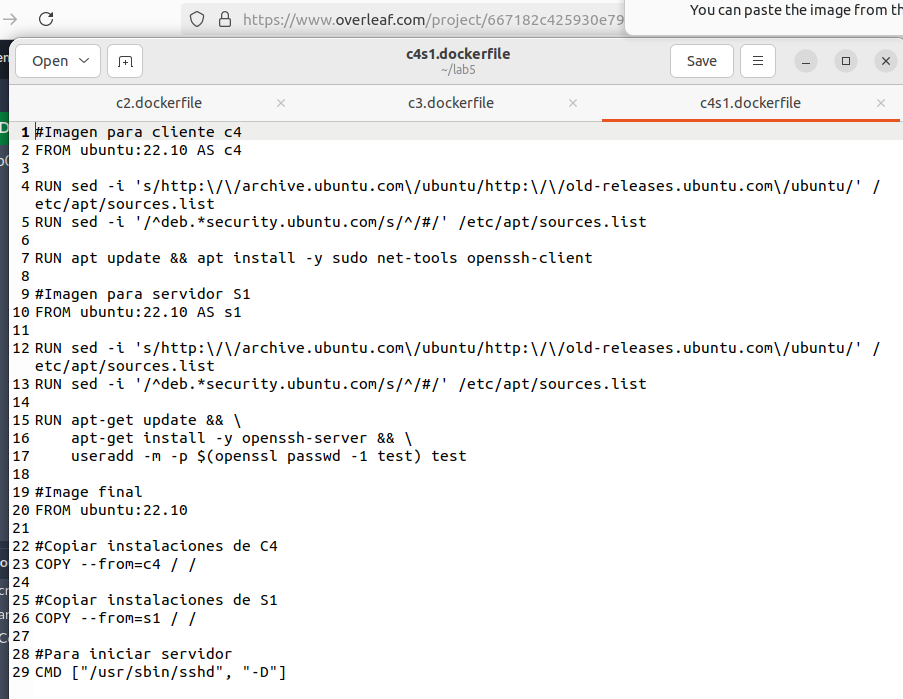 https://www.overleaf.com/project/667182c425930e79
You can paste the image from th
Open
c4s1.dockerfile
~/lab5
Save
c2.dockerfile
c3.dockerfile
c4s1.dockerfile
1 #Imagen para cliente c4
2 FROM ubuntu:22.10 AS c4
3
4 RUN sed -i 's/http:\/\/archive.ubuntu.com\/ubuntu/http:\/\/old-releases.ubuntu.com\/ubuntu/' /
etc/apt/sources.list
5 RUN sed -i '/^deb.*security.ubuntu.com/s/^/#/' /etc/apt/sources.list
6
7 RUN apt update && apt install -y sudo net-tools openssh-client
8
9 #Imagen para servidor S1
10 FROM ubuntu:22.10 AS s1
11
12 RUN sed -i 's/http:\/\/archive.ubuntu.com\/ubuntu/http:\/\/old-releases.ubuntu.com\/ubuntu/' /
etc/apt/sources.list
13 RUN sed -i '/^deb.*security.ubuntu.com/s/^/#/' /etc/apt/sources.list
14
15 RUN apt-get update && \
16 apt-get install -y openssh-server && \
17 useradd -m -p $(openssl passwd -1 test) test
18
19 #Image final
20 FROM ubuntu:22.10
21
22 #Copiar instalaciones de C4
23 COPY --from=c4 / /
24
25 #Copiar instalaciones de S1
26 COPY --from=s1 / /
27
28 #Para iniciar servidor
29 CMD ["/usr/sbin/sshd", "-D"]